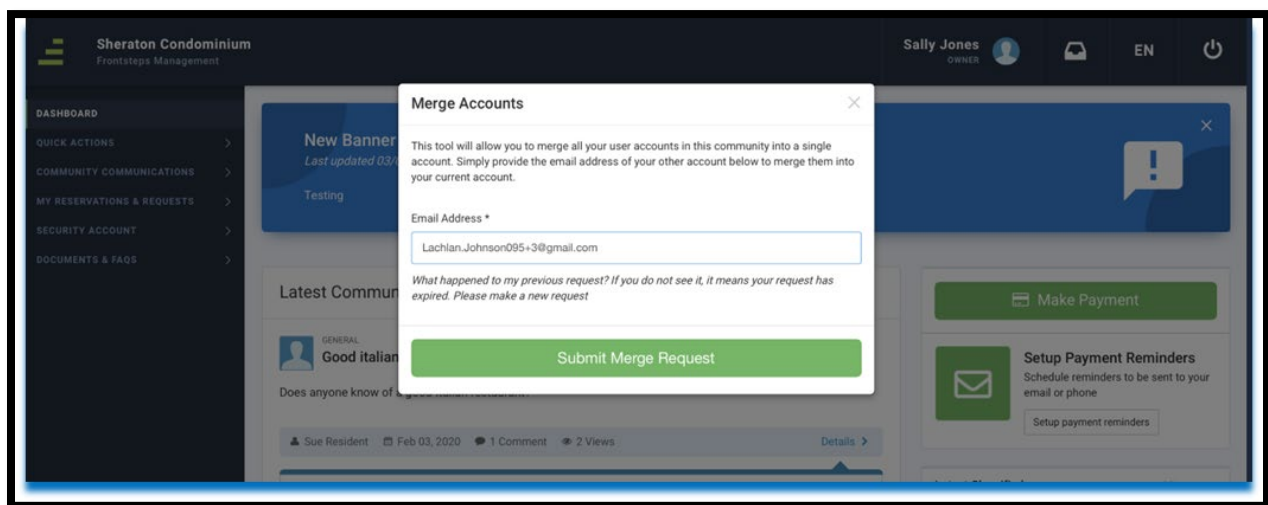 Sheraton Condominium
Frontsteps Management
Sally Jones
OWNER
EN
DASHBOARD
QUICK ACTIONS
COMMUNITY COMMUNICATIONS
MY RESERVATIONS & REQUESTS
SECURITY ACCOUNT
DOCUMENTS & FAQS
New Banner
Last updated 03/
Testing
Merge Accounts
This tool will allow you to merge all your user accounts in this community into a single
account. Simply provide the email address of your other account below to merge them into
your current account.
Email Address *
Lachlan.Johnson095+3@gmail.com
What happened to my previous request? If you do not see it, it means your request has
expired. Please make a new request
Submit Merge Request
Latest Commun
GENERAL
Good italian
Does anyone know of a good italian restaurant?
Sue Resident Feb 03, 2020 1 Comment 2 Views Details
Make Payment
Setup Payment Reminders
Schedule reminders to be sent to your
email or phone
Setup payment reminders